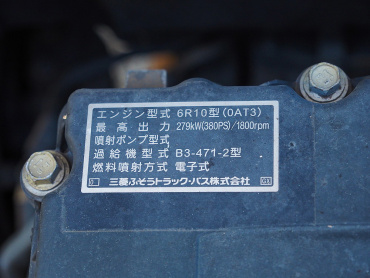 エンジン型式 6R10型(0AT3)
最高出力 279kW(380PS)/1800rpm
噴射ポンプ型式
過給機型式 B3-471-2型
燃料噴射方式 電子式
三菱ふそうトラック・バス株式会社